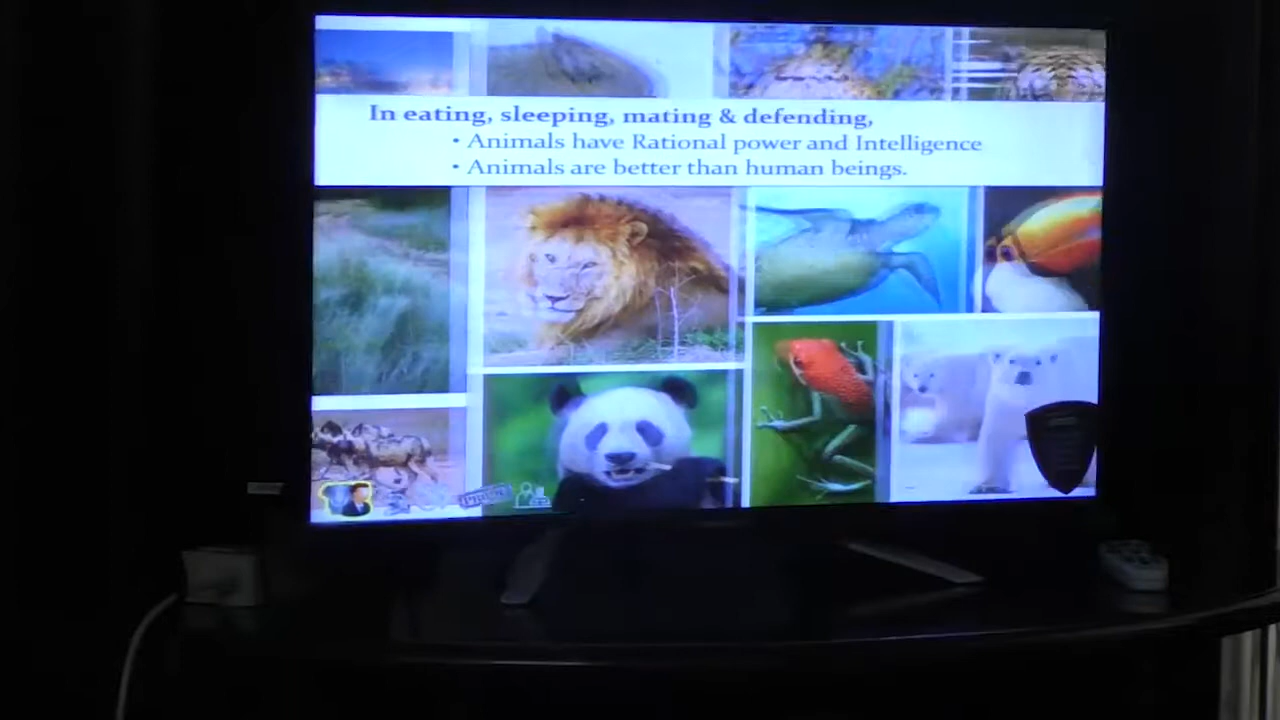 In eating, sleeping, mating & defending,
• Animals have Rational power and Intelligence
• Animals are better than human beings.